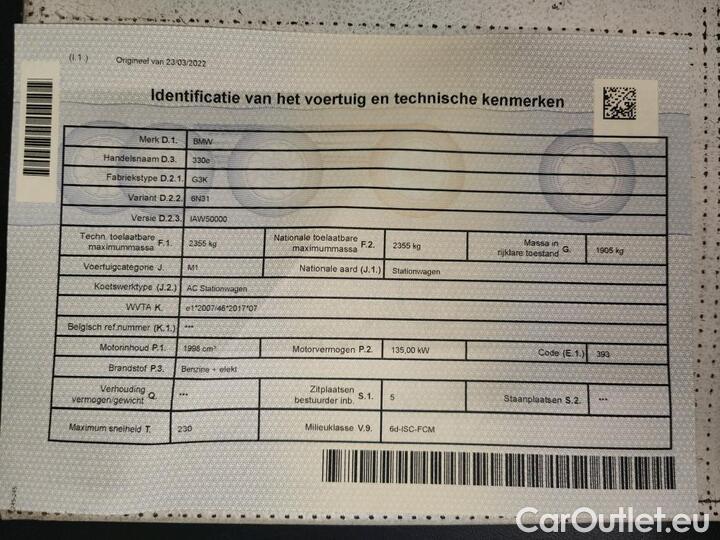 (I.1.) Origineel van 23/03/2022
Identificatie van het voertuig en technische kenmerken
Merk D.1. BMW
Handelsnaam D.3. 330e
Fabriekstype D.2.1. G3K
Variant D.2.2. 6N31
Versie D.2.3. IAW50000
Techn. toelaatbare maximummassa F.1. 2355 kg Nationale toelaatbare maximummassa F.2. 2355 kg Massa in rijklare toestand G. 1905 kg
Voertuigcategorie J. M1 Nationale aard (J.1.) Stationwagen
Koetswerktype (J.2.) AC Stationwagen
WVTA K. e1*2007/46*2017*07
Belgisch ref.nummer (K.1.) ***
Motorinhoud P.1. 1998 cm³ Motorvermogen P.2. 135,00 kW Code (E.1.) 393
Brandstof P.3. Benzine + elekt
Verhouding vermogen/gewicht Q. *** Zitplaatsen bestuurder inb. S.1. 5 Staanplaatsen S.2. ***
Maximum snelheid T. 230 Milieuklasse V.9. 6d-ISC-FCM
CarOutlet.eu